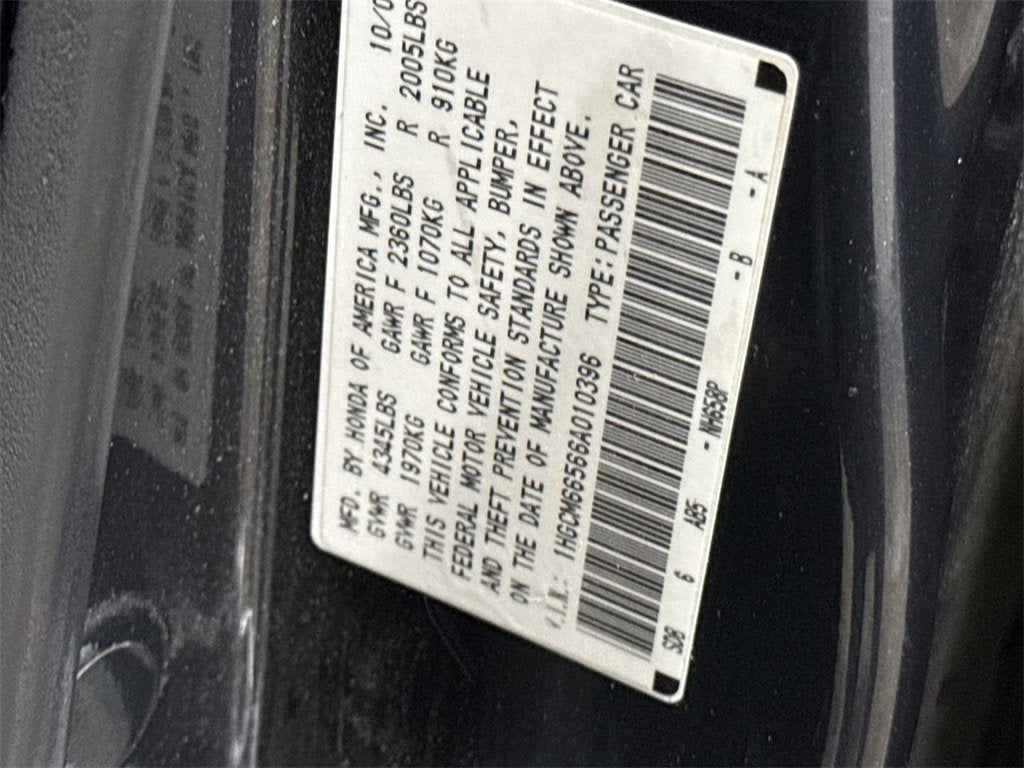 MFD. BY HONDA OF AMERICA MFG., INC. 10/0
GVWR 4345LBS GAWR F 2360LBS R 2005LBS
GVWR 1970KG GAWR F 1070KG R 910KG
THIS VEHICLE CONFORMS TO ALL APPLICABLE
FEDERAL MOTOR VEHICLE SAFETY, BUMPER,
AND THEFT PREVENTION STANDARDS IN EFFECT
ON THE DATE OF MANUFACTURE SHOWN ABOVE.
V.I.N.: 1HGCM66566A010396 TYPE: PASSENGER CAR
SDB 6 AB5 - NH658P - B - A